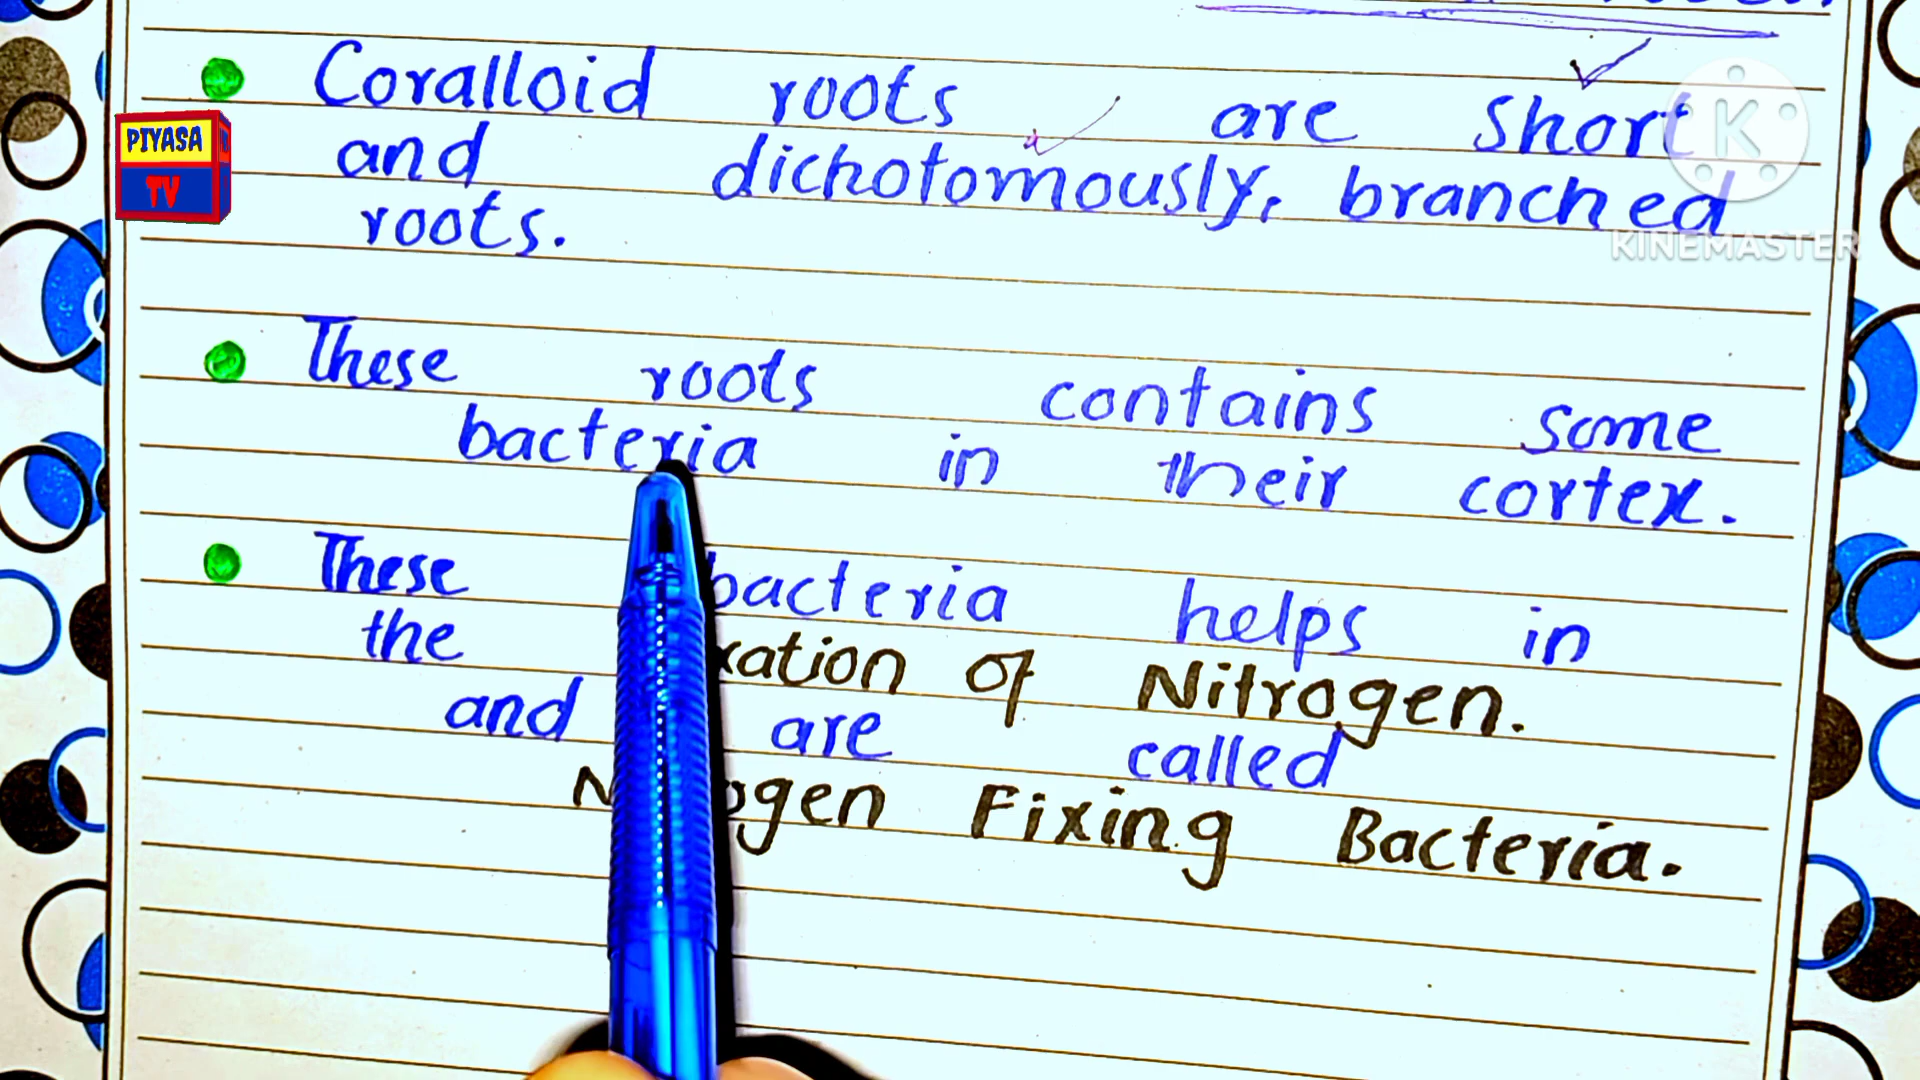 Coralloid roots are short
and dichotomously, branched
roots.
PIYASA
TV
K
KINEMASTER
These roots contains some
bacteria in their cortex.
These bacteria helps in
the xation of Nitrogen.
and are called
N ogen Fixing Bacteria.